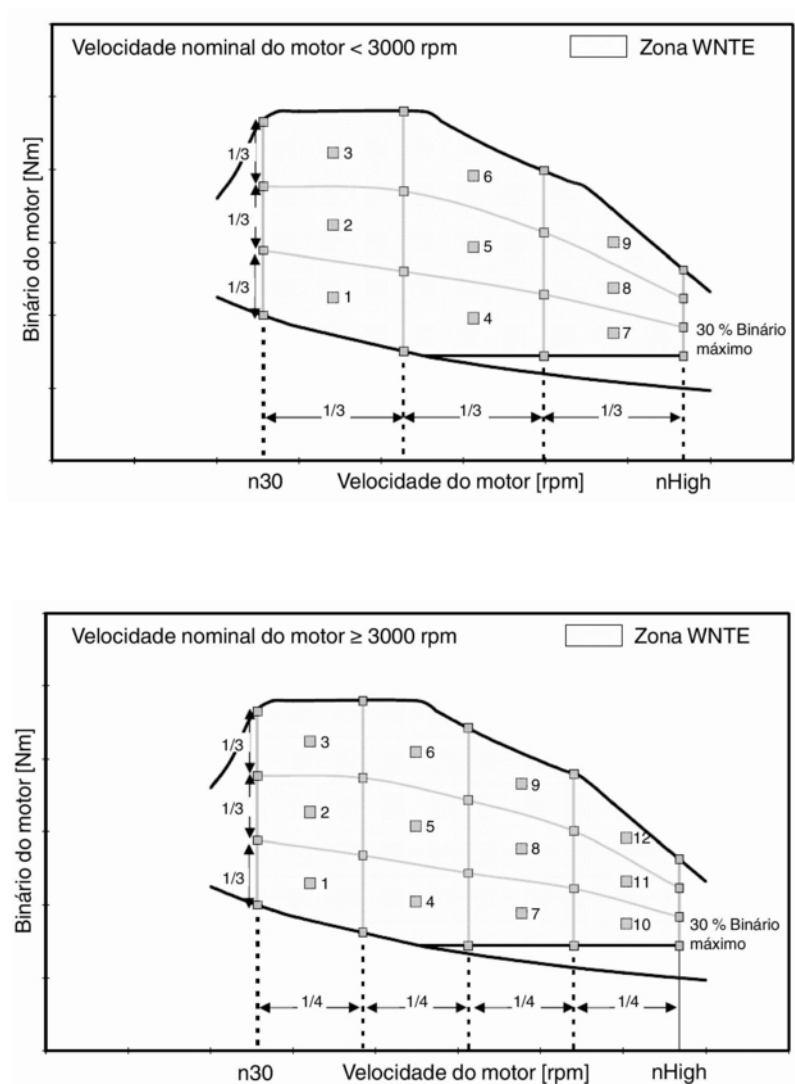 Velocidade nominal do motor < 3000 rpm
Zona WNTE
Binário do motor [Nm]
1/3
1/3
1/3
3
2
1
6
5
4
9
8
7
30 % Binário
máximo
1/3
1/3
1/3
n30
Velocidade do motor [rpm]
nHigh
Velocidade nominal do motor ≥ 3000 rpm
Zona WNTE
Binário do motor [Nm]
1/3
1/3
1/3
3
2
1
6
5
4
9
8
7
12
11
10
30 % Binário
máximo
1/4
1/4
1/4
1/4
n30
Velocidade do motor [rpm]
nHigh